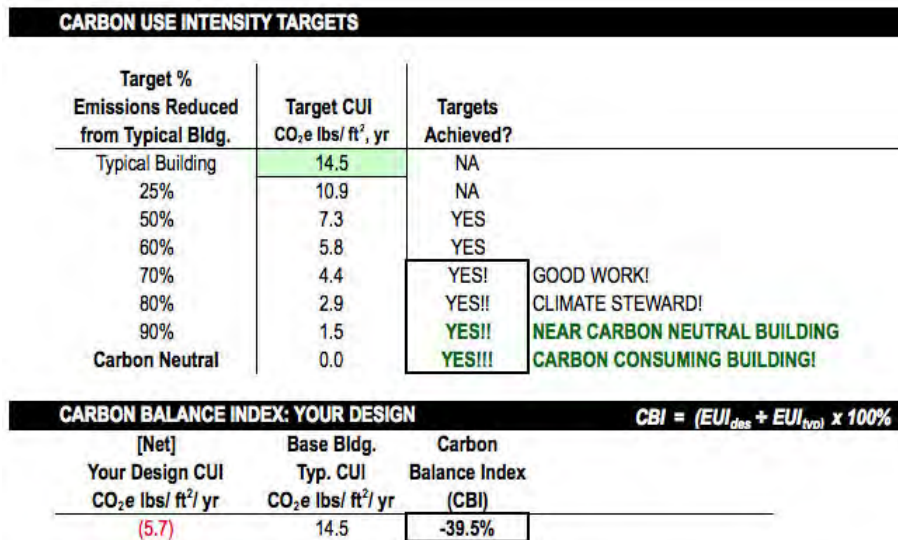 CARBON USE INTENSITY TARGETS
Target %
Emissions Reduced Target CUI Targets
from Typical Bldg. CO₂e lbs/ ft², yr Achieved?
Typical Building 14.5 NA
25% 10.9 NA
50% 7.3 YES
60% 5.8 YES
70% 4.4 YES! GOOD WORK!
80% 2.9 YES!! CLIMATE STEWARD!
90% 1.5 YES!! NEAR CARBON NEUTRAL BUILDING
Carbon Neutral 0.0 YES!!! CARBON CONSUMING BUILDING!
CARBON BALANCE INDEX: YOUR DESIGN CBI = (EUIdes ÷ EUItyp) x 100%
[Net] Base Bldg. Carbon
Your Design CUI Typ. CUI Balance Index
CO₂e lbs/ ft²/ yr CO₂e lbs/ ft²/ yr (CBI)
(5.7) 14.5 -39.5%